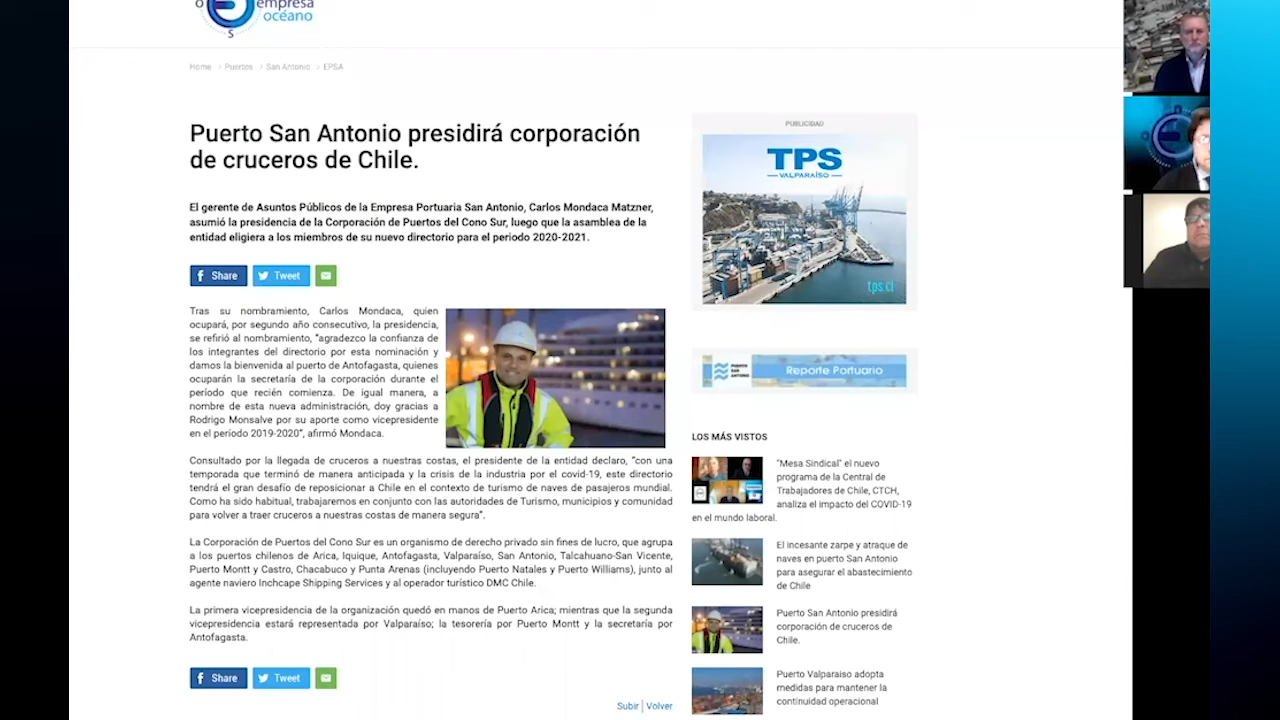 empresa
océano
O
S
Home > Puertos > San Antonio > EPSA
Puerto San Antonio presidirá corporación
de cruceros de Chile.
El gerente de Asuntos Públicos de la Empresa Portuaria San Antonio, Carlos Mondaca Matzner,
asumió la presidencia de la Corporación de Puertos del Cono Sur, luego que la asamblea de la
entidad eligiera a los miembros de su nuevo directorio para el periodo 2020-2021.
Share Tweet
Tras su nombramiento, Carlos Mondaca, quien
ocupará, por segundo año consecutivo, la presidencia,
se refirió al nombramiento, “agradezco la confianza de
los integrantes del directorio por esta nominación y
damos la bienvenida al puerto de Antofagasta, quienes
ocuparán la secretaría de la corporación durante el
período que recién comienza. De igual manera, a
nombre de esta nueva administración, doy gracias a
Rodrigo Monsalve por su aporte como vicepresidente
en el período 2019-2020”, afirmó Mondaca.
Consultado por la llegada de cruceros a nuestras costas, el presidente de la entidad declaro, “con una
temporada que terminó de manera anticipada y la crisis de la industria por el covid-19, este directorio
tendrá el gran desafío de reposicionar a Chile en el contexto de turismo de naves de pasajeros mundial.
Como ha sido habitual, trabajaremos en conjunto con las autoridades de Turismo, municipios y comunidad
para volver a traer cruceros a nuestras costas de manera segura”.
La Corporación de Puertos del Cono Sur es un organismo de derecho privado sin fines de lucro, que agrupa
a los puertos chilenos de Arica, Iquique, Antofagasta, Valparaíso, San Antonio, Talcahuano-San Vicente,
Puerto Montt y Castro, Chacabuco y Punta Arenas (incluyendo Puerto Natales y Puerto Williams), junto al
agente naviero Inchcape Shipping Services y al operador turístico DMC Chile.
La primera vicepresidencia de la organización quedó en manos de Puerto Arica; mientras que la segunda
vicepresidencia estará representada por Valparaíso; la tesorería por Puerto Montt y la secretaría por
Antofagasta.
Share Tweet
Subir | Volver
PUBLICIDAD
TPS
VALPARAÍSO
tps.cl
PUERTO
SAN
ANTONIO
Reporte Portuario
LOS MÁS VISTOS
"Mesa Sindical" el nuevo
programa de la Central de
Trabajadores de Chile, CTCH,
analiza el impacto del COVID-19
en el mundo laboral.
El incesante zarpe y atraque de
naves en puerto San Antonio
para asegurar el abastecimiento
de Chile
Puerto San Antonio presidirá
corporación de cruceros de
Chile.
Puerto Valparaiso adopta
medidas para mantener la
continuidad operacional